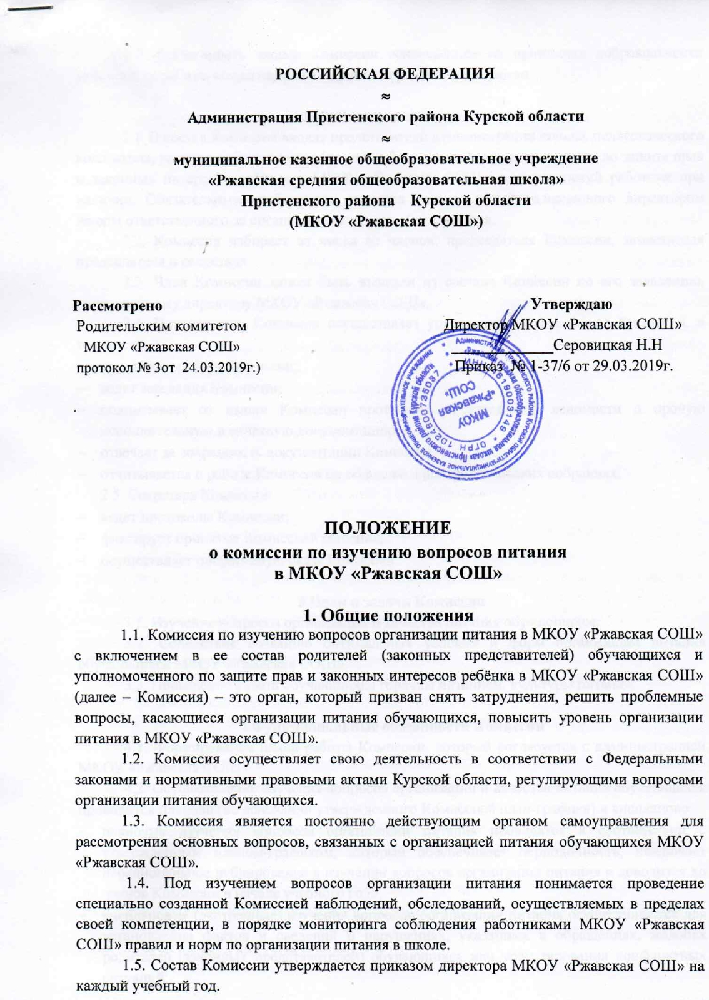 РОССИЙСКАЯ ФЕДЕРАЦИЯ
≈
Администрация Пристенского района Курской области
≈
муниципальное казенное общеобразовательное учреждение
«Ржавская средняя общеобразовательная школа»
Пристенского района Курской области
(МКОУ «Ржавская СОШ»)
Рассмотрено
Родительским комитетом
МКОУ «Ржавская СОШ»
протокол № 3от 24.03.2019г.)
Утверждаю
Директор МКОУ «Ржавская СОШ»
Серовицкая Н.Н
Приказ № 1-37/6 от 29.03.2019г.
МКОУ
«РЖАВСКАЯ
СОШ»
ПОЛОЖЕНИЕ
о комиссии по изучению вопросов питания
в МКОУ «Ржавская СОШ»
1. Общие положения
1.1. Комиссия по изучению вопросов организации питания в МКОУ «Ржавская СОШ»
с включением в ее состав родителей (законных представителей) обучающихся и
уполномоченного по защите прав и законных интересов ребёнка в МКОУ «Ржавская СОШ»
(далее – Комиссия) – это орган, который призван снять затруднения, решить проблемные
вопросы, касающиеся организации питания обучающихся, повысить уровень организации
питания в МКОУ «Ржавская СОШ».
1.2. Комиссия осуществляет свою деятельность в соответствии с Федеральными
законами и нормативными правовыми актами Курской области, регулирующими вопросами
организации питания обучающихся.
1.3. Комиссия является постоянно действующим органом самоуправления для
рассмотрения основных вопросов, связанных с организацией питания обучающихся МКОУ
«Ржавская СОШ».
1.4. Под изучением вопросов организации питания понимается проведение
специально созданной Комиссией наблюдений, обследований, осуществляемых в пределах
своей компетенции, в порядке мониторинга соблюдения работниками МКОУ «Ржавская
СОШ» правил и норм по организации питания в школе.
1.5. Состав Комиссии утверждается приказом директора МКОУ «Ржавская СОШ» на
каждый учебный год.